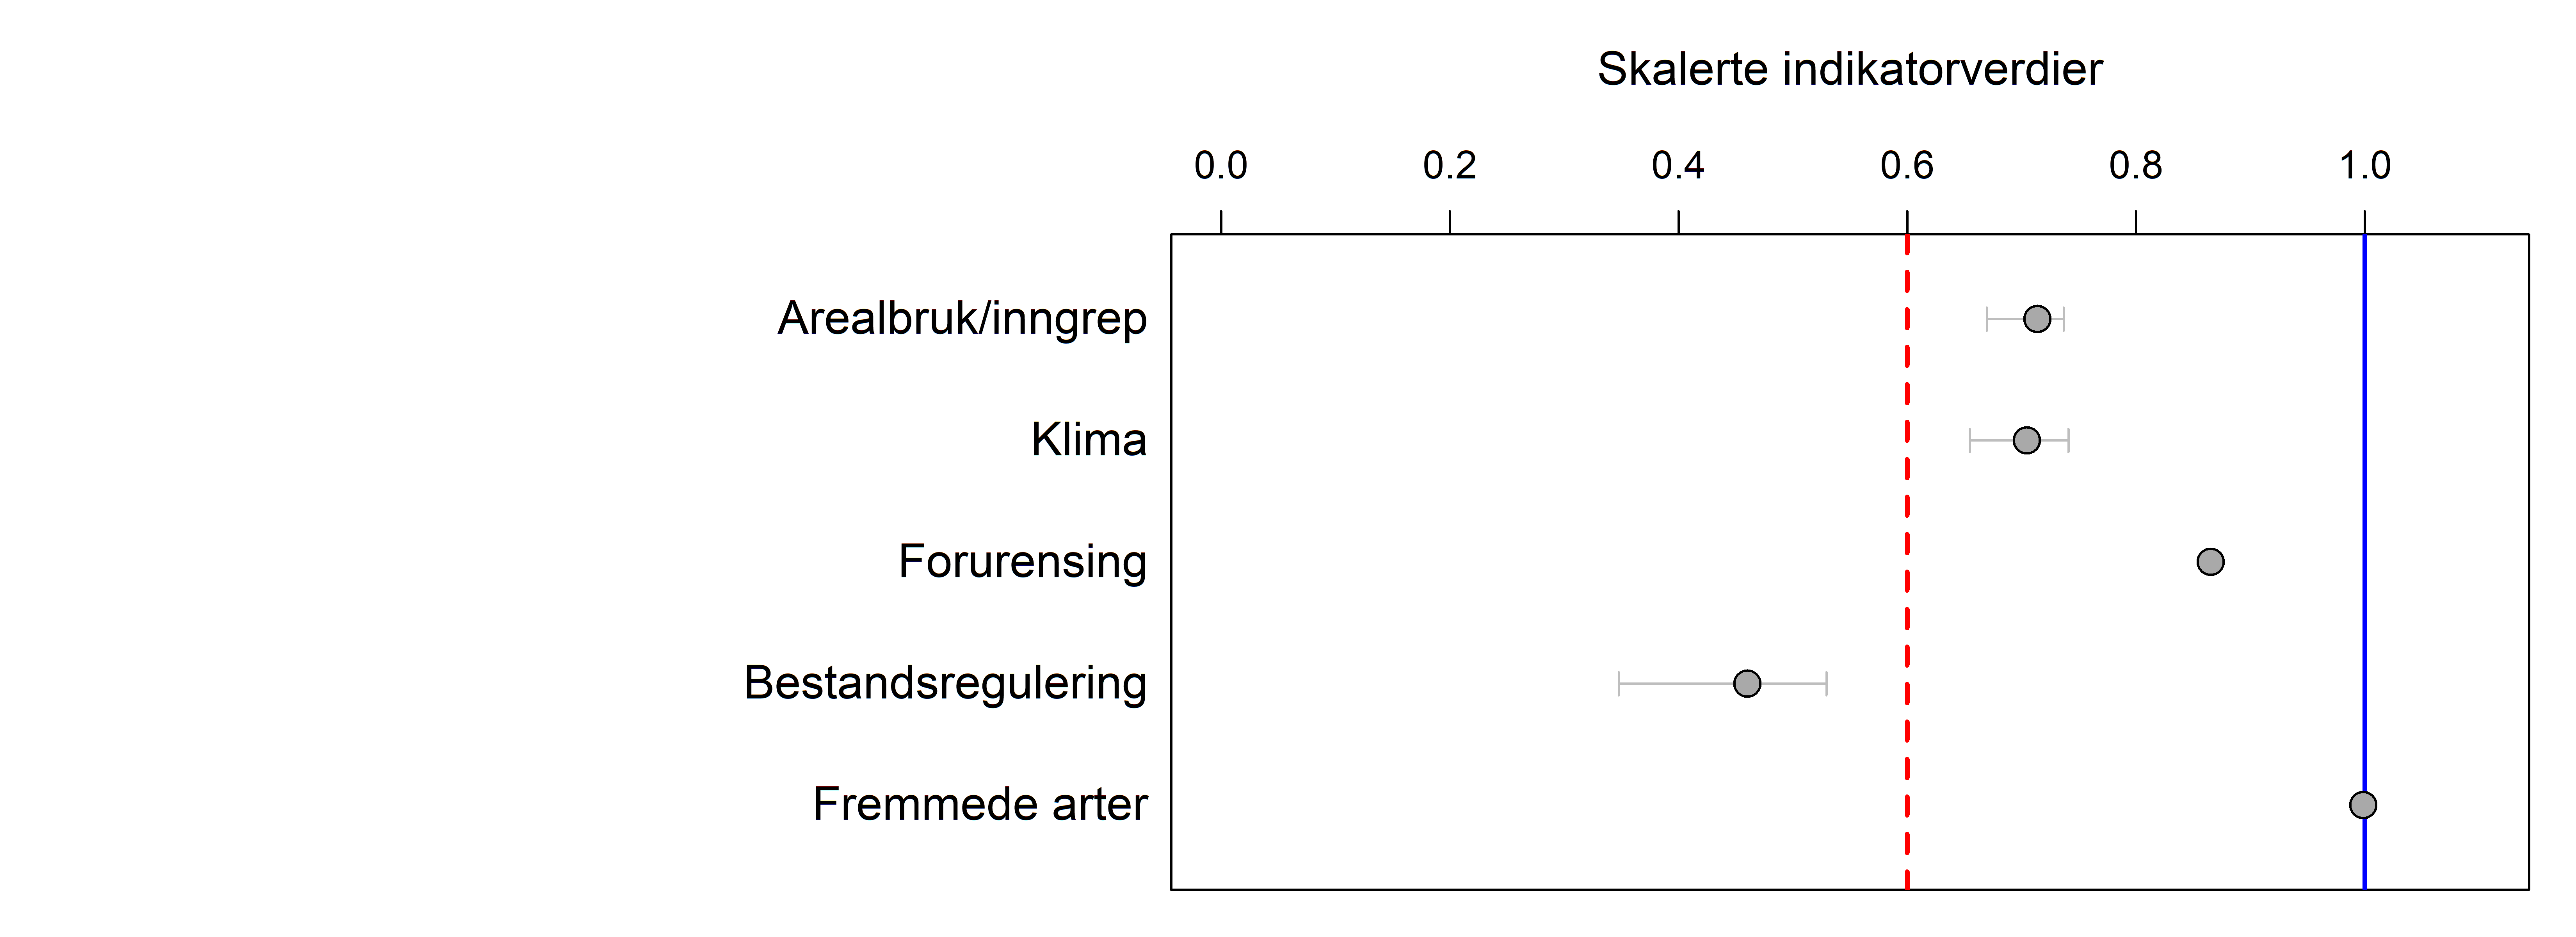 Skalerte indikatorverdier
0.0 0.2 0.4 0.6 0.8 1.0
Arealbruk/inngrep
Klima
Forurensing
Bestandsregulering
Fremmede arter